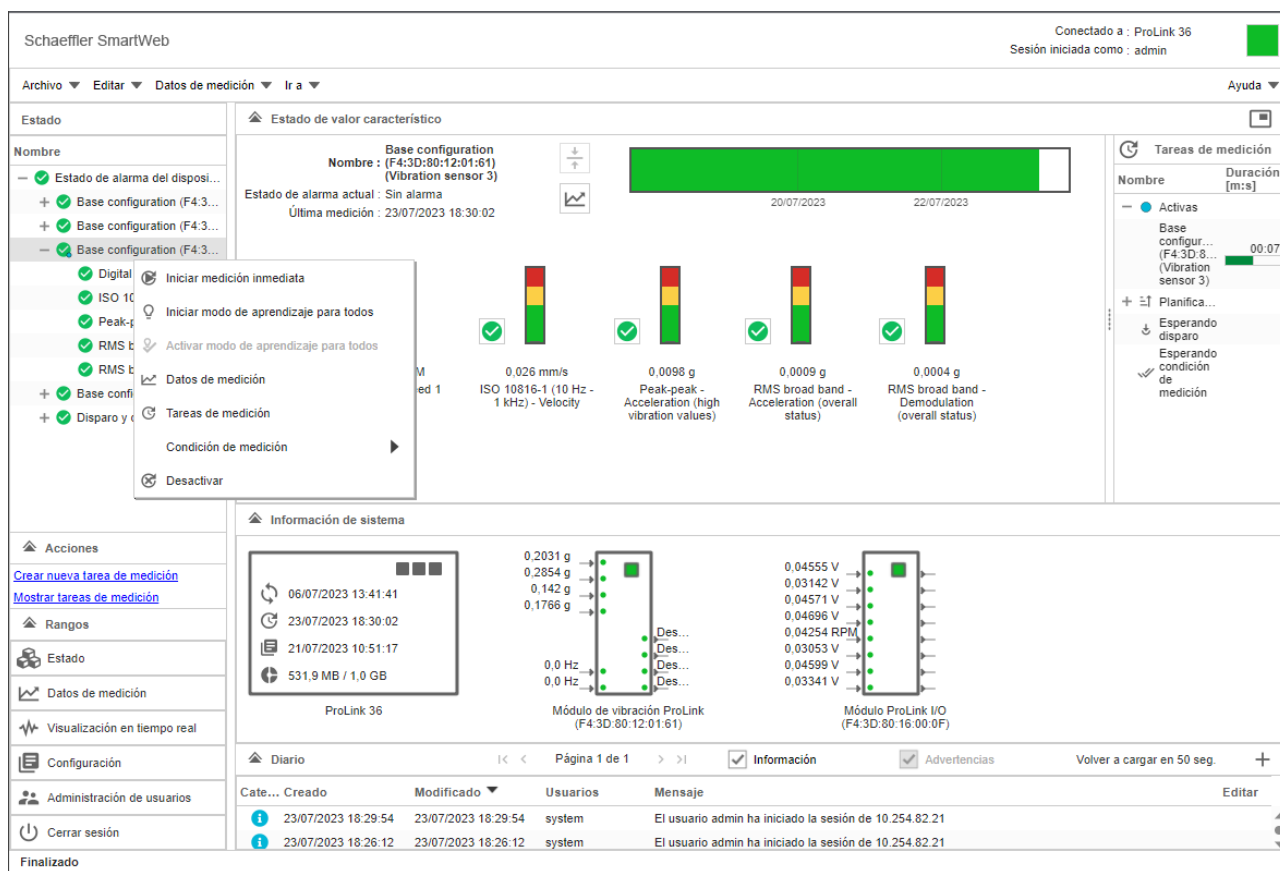 Schaeffler SmartWeb
Conectado a : ProLink 36
Sesión iniciada como : admin
Archivo Editar Datos de medición Ir a Ayuda
Estado
Nombre
Estado de alarma del disposi...
Base configuration (F4:3...
Base configuration (F4:3...
Base configuration (F4:3...
Digital
ISO 10
Peak-p
RMS b
RMS b
Base confi
Disparo y c
Iniciar medición inmediata
Iniciar modo de aprendizaje para todos
Activar modo de aprendizaje para todos
Datos de medición
Tareas de medición
Condición de medición
Desactivar
Acciones
Crear nueva tarea de medición
Mostrar tareas de medición
Rangos
Estado
Datos de medición
Visualización en tiempo real
Configuración
Administración de usuarios
Cerrar sesión
Finalizado
Estado de valor característico
Nombre : Base configuration
(F4:3D:80:12:01:61)
(Vibration sensor 3)
Estado de alarma actual : Sin alarma
Última medición : 23/07/2023 18:30:02
20/07/2023 22/07/2023
M
ed 1
0,026 mm/s
ISO 10816-1 (10 Hz -
1 kHz) - Velocity
0,0098 g
Peak-peak -
Acceleration (high
vibration values)
0,0009 g
RMS broad band -
Acceleration (overall
status)
0,0004 g
RMS broad band -
Demodulation
(overall status)
Tareas de medición
Nombre Duración
[m:s]
Activas
Base
configur...
(F4:3D:8...
(Vibration
sensor 3)
00:07
Planifica...
Esperando
disparo
Esperando
condición
de
medición
Información de sistema
06/07/2023 13:41:41
23/07/2023 18:30:02
21/07/2023 10:51:17
531,9 MB / 1,0 GB
ProLink 36
0,2031 g
0,2854 g
0,142 g
0,1766 g
0,0 Hz
0,0 Hz
Des...
Des...
Des...
Des...
Módulo de vibración ProLink
(F4:3D:80:12:01:61)
0,04555 V
0,03142 V
0,04571 V
0,04696 V
0,04254 RPM
0,03053 V
0,04599 V
0,03341 V
Módulo ProLink I/O
(F4:3D:80:16:00:0F)
Diario Página 1 de 1 Información Advertencias Volver a cargar en 50 seg.
Cate... Creado Modificado Usuarios Mensaje Editar
23/07/2023 18:29:54 23/07/2023 18:29:54 system El usuario admin ha iniciado la sesión de 10.254.82.21
23/07/2023 18:26:12 23/07/2023 18:26:12 system El usuario admin ha iniciado la sesión de 10.254.82.21